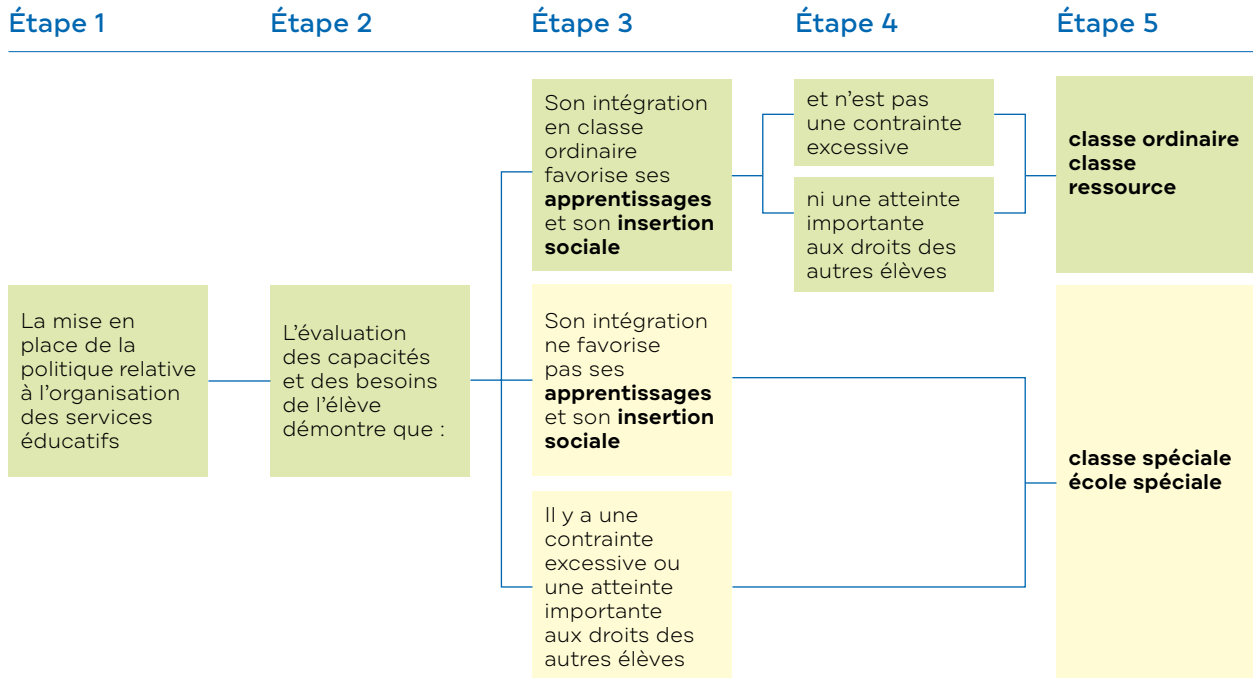 Étape 1
Étape 2
Étape 3
Étape 4
Étape 5
La mise en
place de la
politique relative
à l’organisation
des services
éducatifs
L’évaluation
des capacités
et des besoins
de l’élève
démontre que :
Son intégration
en classe
ordinaire
favorise ses
apprentissages
et son insertion
sociale
et n’est pas
une contrainte
excessive
ni une atteinte
importante
aux droits des
autres élèves
classe ordinaire
classe
ressource
Son intégration
ne favorise
pas ses
apprentissages
et son insertion
sociale
Il y a une
contrainte
excessive ou
une atteinte
importante
aux droits des
autres élèves
classe spéciale
école spéciale